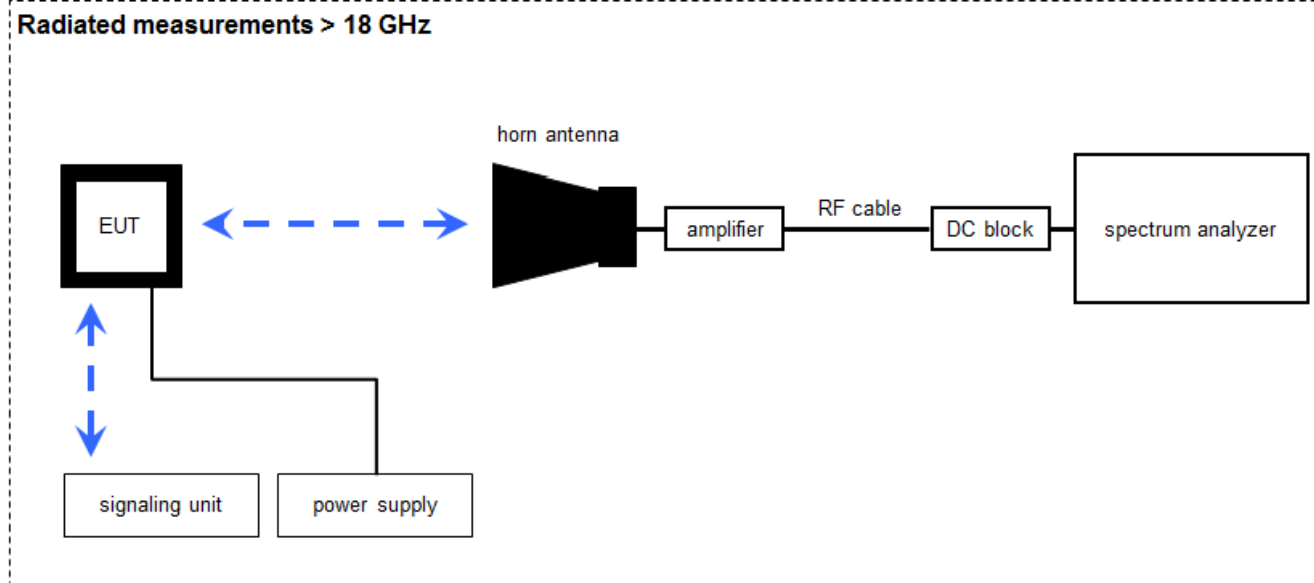 Radiated measurements > 18 GHz
horn antenna
EUT
amplifier
RF cable
DC block
spectrum analyzer
signaling unit
power supply